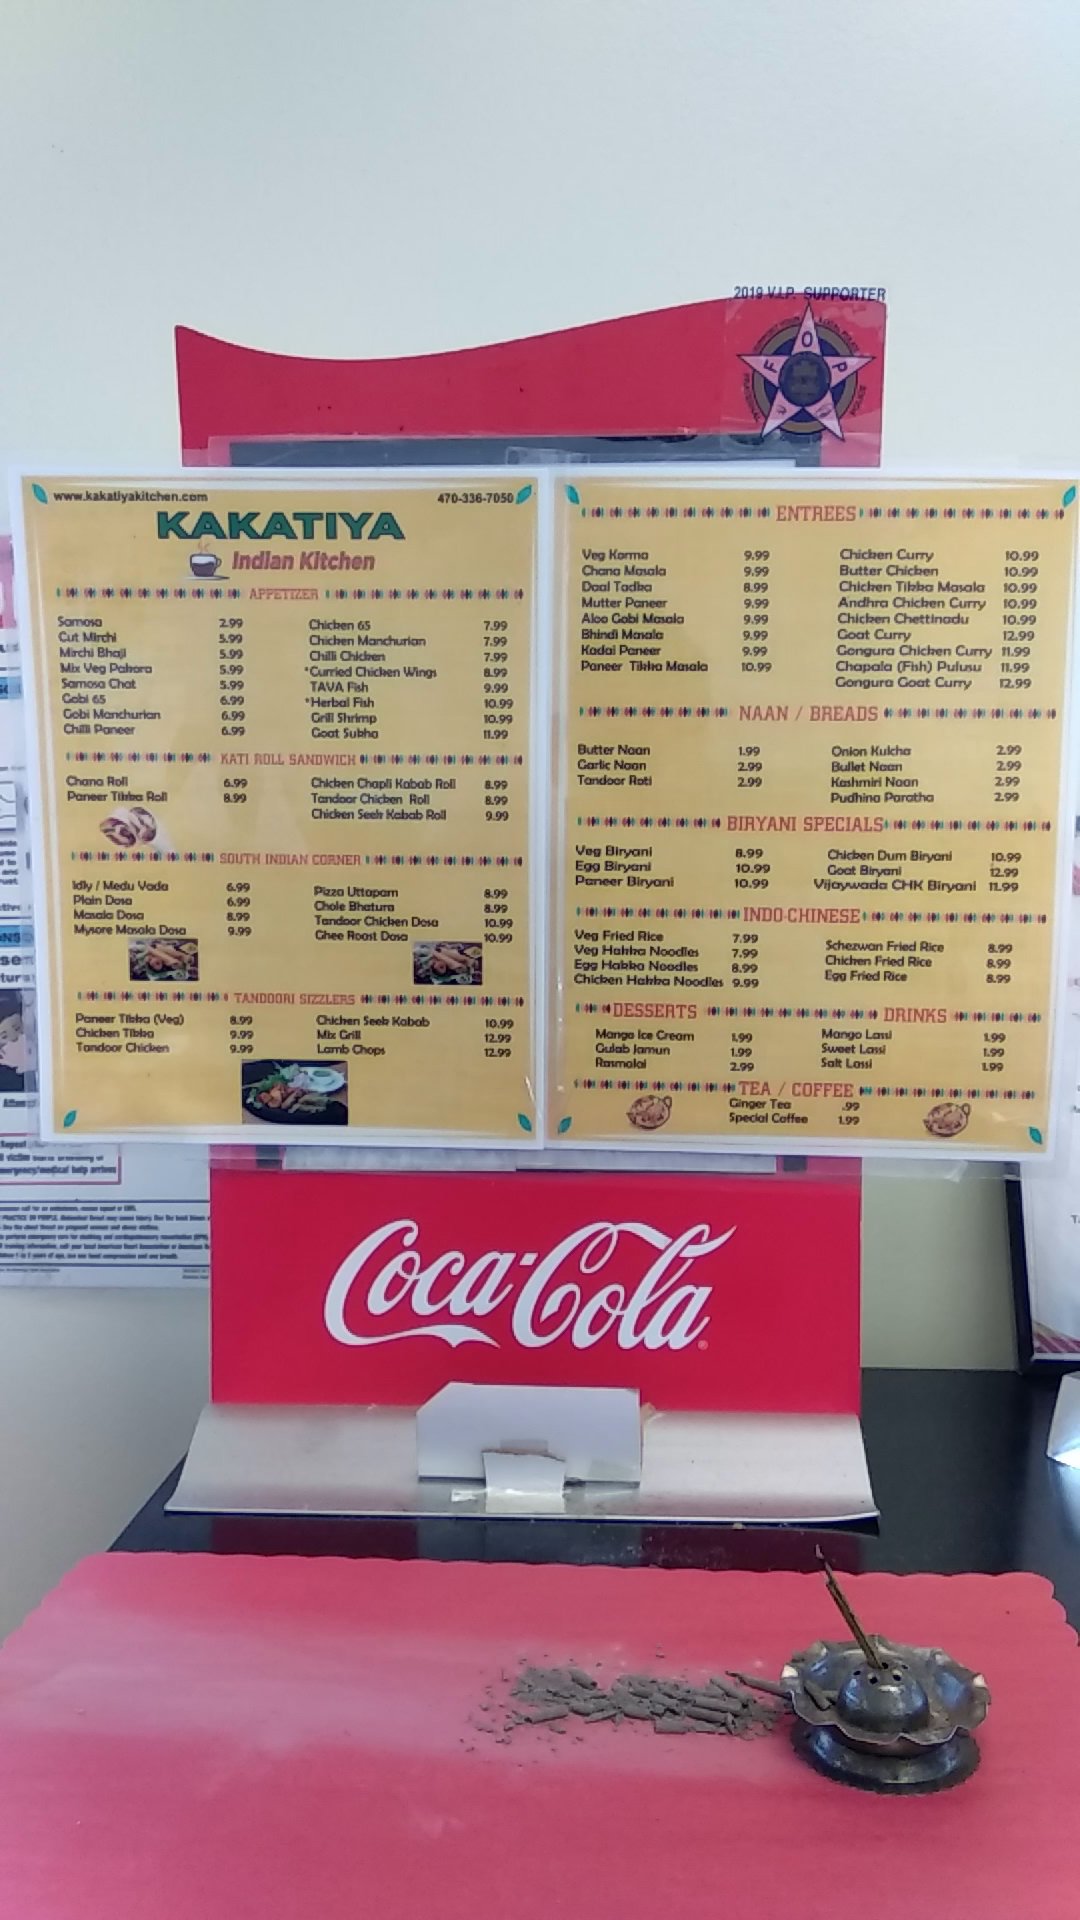 2019 V.I.P. SUPPORTER
F O P
www.kakatiyakitchen.com 470-336-7050
KAKATIYA
Indian Kitchen
APPETIZER
Samosa 2.99
Cut Mirchi 5.99
Mirchi Bhaji 5.99
Mix Veg Pakora 5.99
Samosa Chat 5.99
Gobi 65 6.99
Gobi Manchurian 6.99
Chilli Paneer 6.99
Chicken 65 7.99
Chicken Manchurian 7.99
Chilli Chicken 7.99
*Curried Chicken Wings 8.99
TAVA Fish 9.99
*Herbal Fish 10.99
Grill Shrimp 10.99
Goat Sukha 11.99
KATI ROLL SANDWICH
Chana Roll 6.99
Paneer Tikka Roll 8.99
Chicken Chapli Kabab Roll 8.99
Tandoor Chicken Roll 8.99
Chicken Seek Kabab Roll 9.99
SOUTH INDIAN CORNER
Idly / Medu Vada 6.99
Plain Dosa 6.99
Masala Dosa 8.99
Mysore Masala Dosa 9.99
Pizza Uttapam 8.99
Chole Bhatura 8.99
Tandoor Chicken Dosa 10.99
Ghee Roast Dosa 10.99
TANDOORI SIZZLERS
Paneer Tikka (Veg) 8.99
Chicken Tikka 9.99
Tandoor Chicken 9.99
Chicken Seek Kabab 10.99
Mix Grill 12.99
Lamb Chops 12.99
ENTREES
Veg Korma 9.99
Chana Masala 9.99
Daal Tadka 8.99
Mutter Paneer 9.99
Aloo Gobi Masala 9.99
Bhindi Masala 9.99
Kadai Paneer 9.99
Paneer Tikka Masala 10.99
Chicken Curry 10.99
Butter Chicken 10.99
Chicken Tikka Masala 10.99
Andhra Chicken Curry 10.99
Chicken Chettinadu 10.99
Goat Curry 12.99
Gongura Chicken Curry 11.99
Chapala (Fish) Pulusu 11.99
Gongura Goat Curry 12.99
NAAN / BREADS
Butter Naan 1.99
Garlic Naan 2.99
Tandoor Roti 2.99
Onion Kulcha 2.99
Bullet Naan 2.99
Kashmiri Naan 2.99
Pudhina Paratha 2.99
BIRYANI SPECIALS
Veg Biryani 8.99
Egg Biryani 10.99
Paneer Biryani 10.99
Chicken Dum Biryani 10.99
Goat Biryani 12.99
Vijaywada CHK Biryani 11.99
INDO-CHINESE
Veg Fried Rice 7.99
Veg Hakka Noodles 7.99
Egg Hakka Noodles 8.99
Chicken Hakka Noodles 9.99
Schezwan Fried Rice 8.99
Chicken Fried Rice 8.99
Egg Fried Rice 8.99
DESSERTS
Mango Ice Cream 1.99
Gulab Jamun 1.99
Rasmalai 2.99
DRINKS
Mango Lassi 1.99
Sweet Lassi 1.99
Salt Lassi 1.99
TEA / COFFEE
Ginger Tea .99
Special Coffee 1.99
Coca-Cola